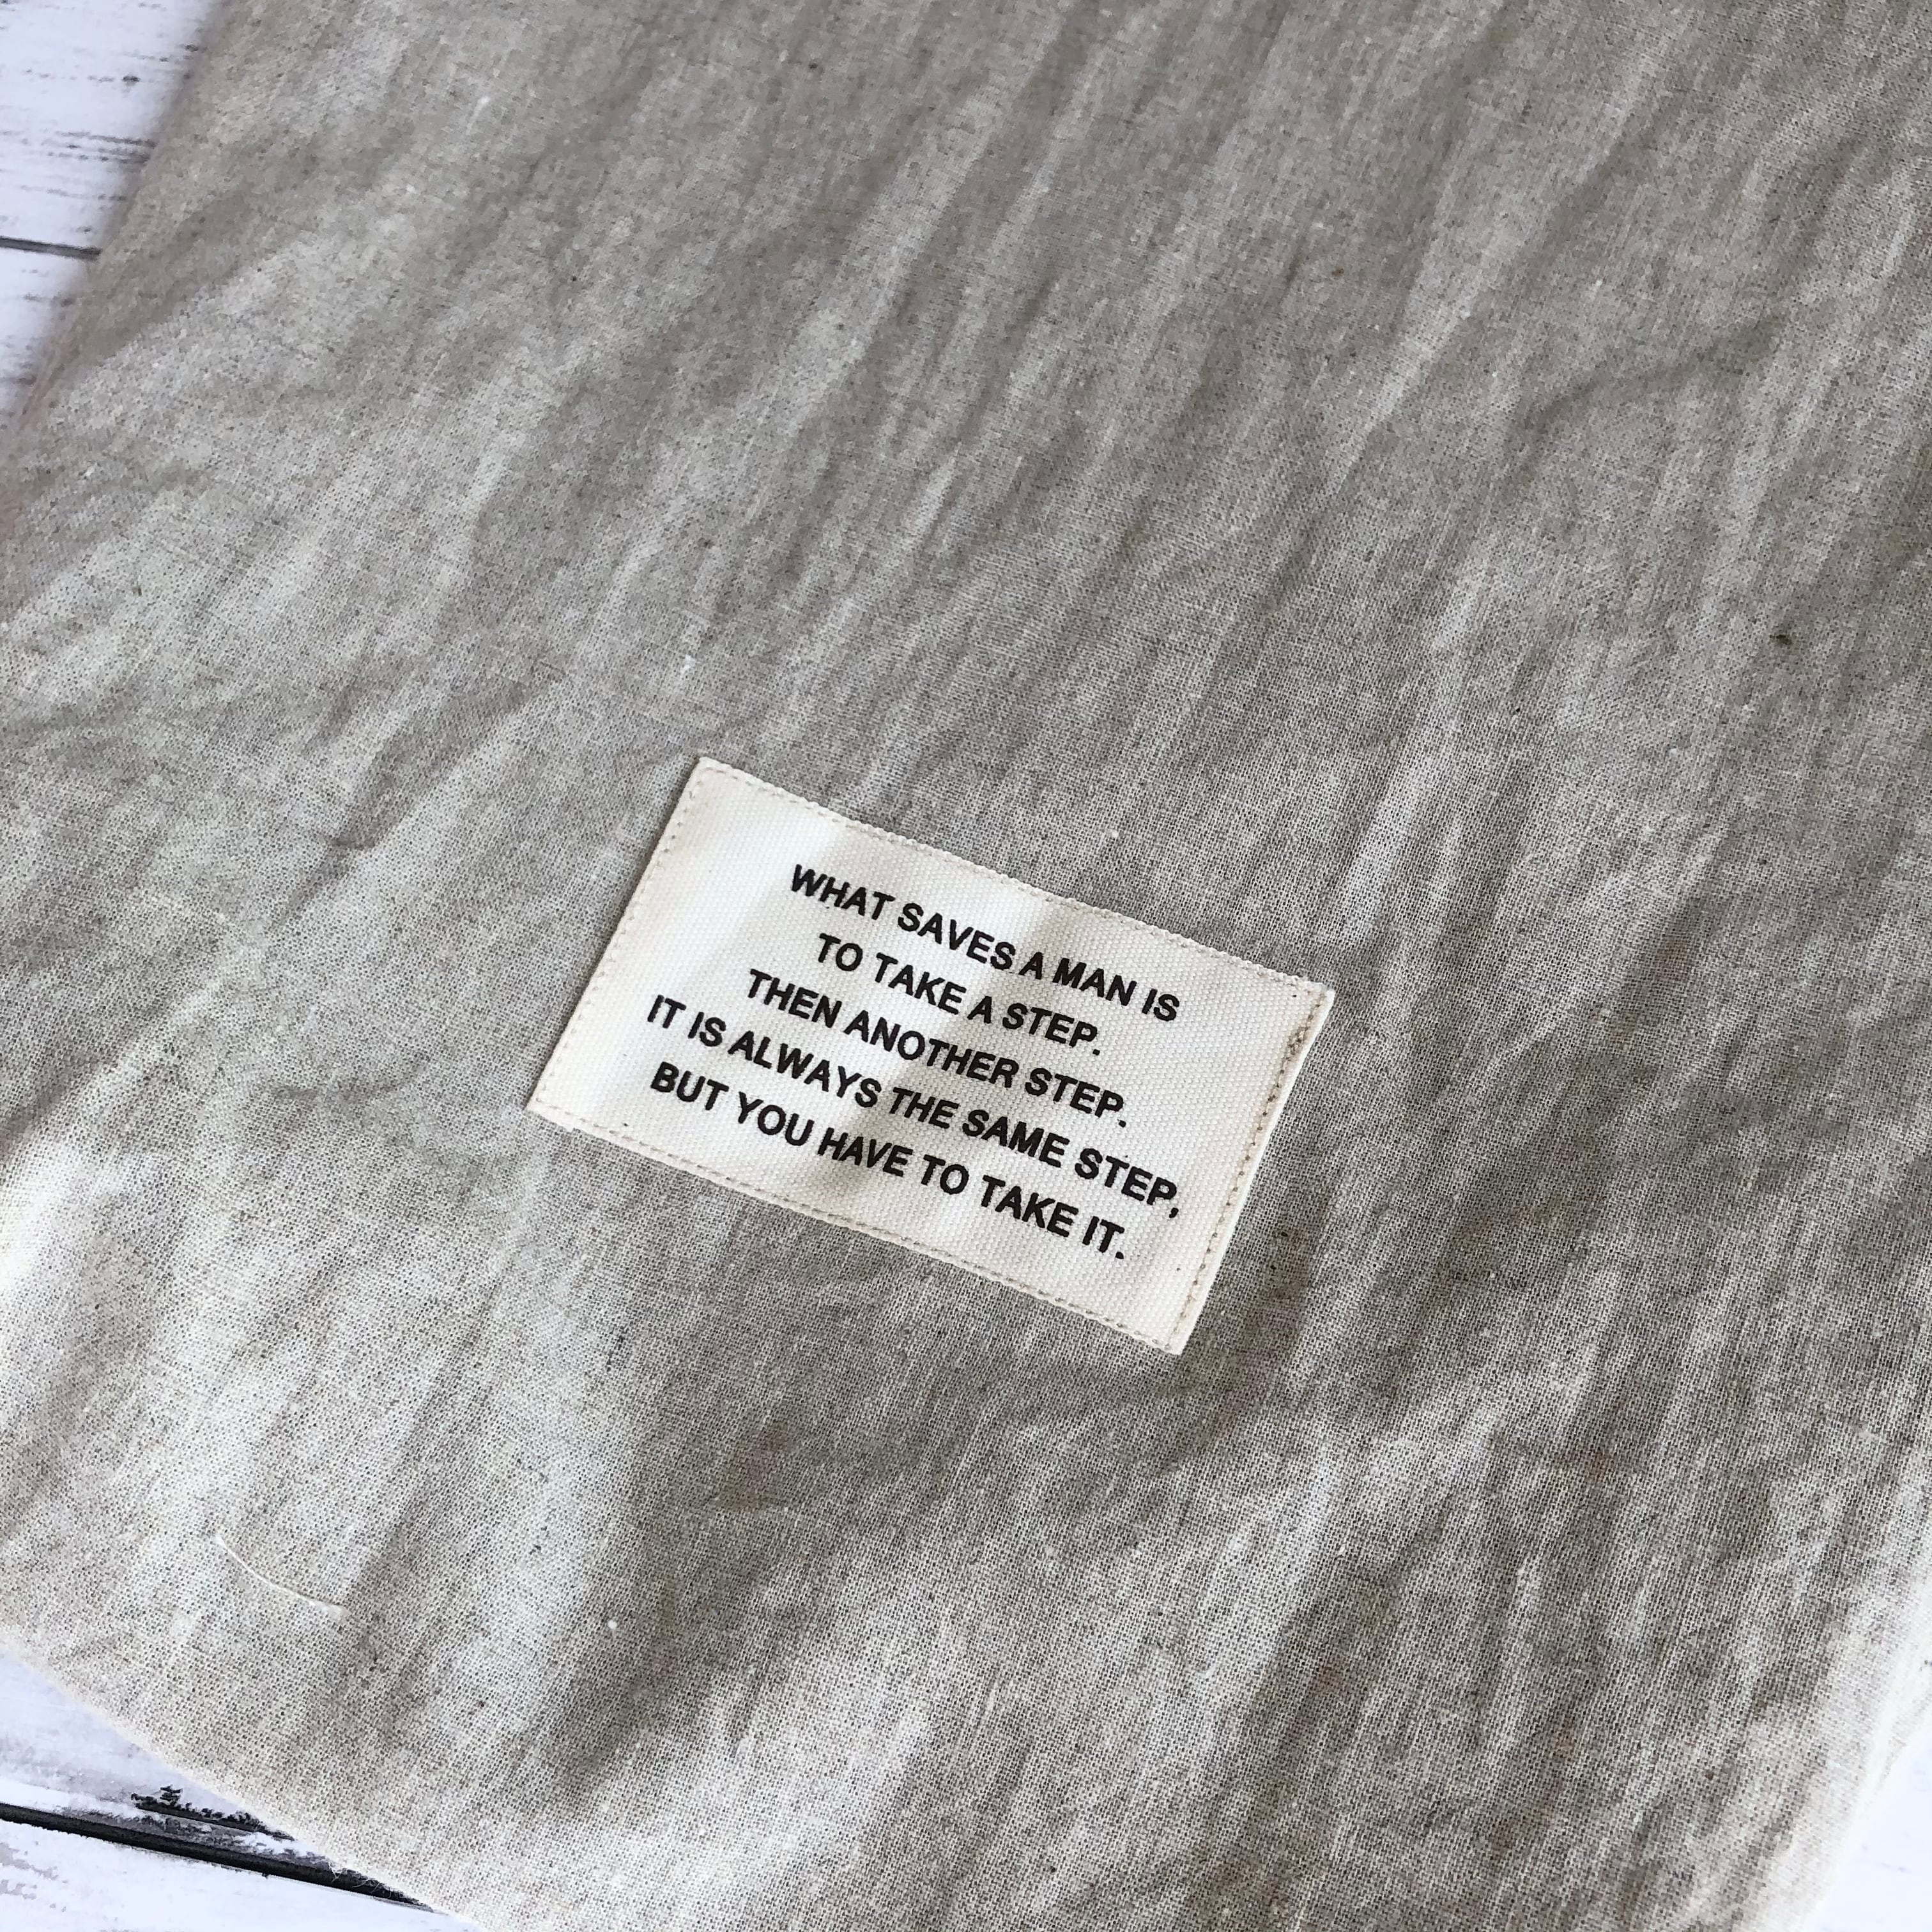 WHAT SAVES A MAN IS
TO TAKE A STEP.
THEN ANOTHER STEP.
IT IS ALWAYS THE SAME STEP,
BUT YOU HAVE TO TAKE IT.